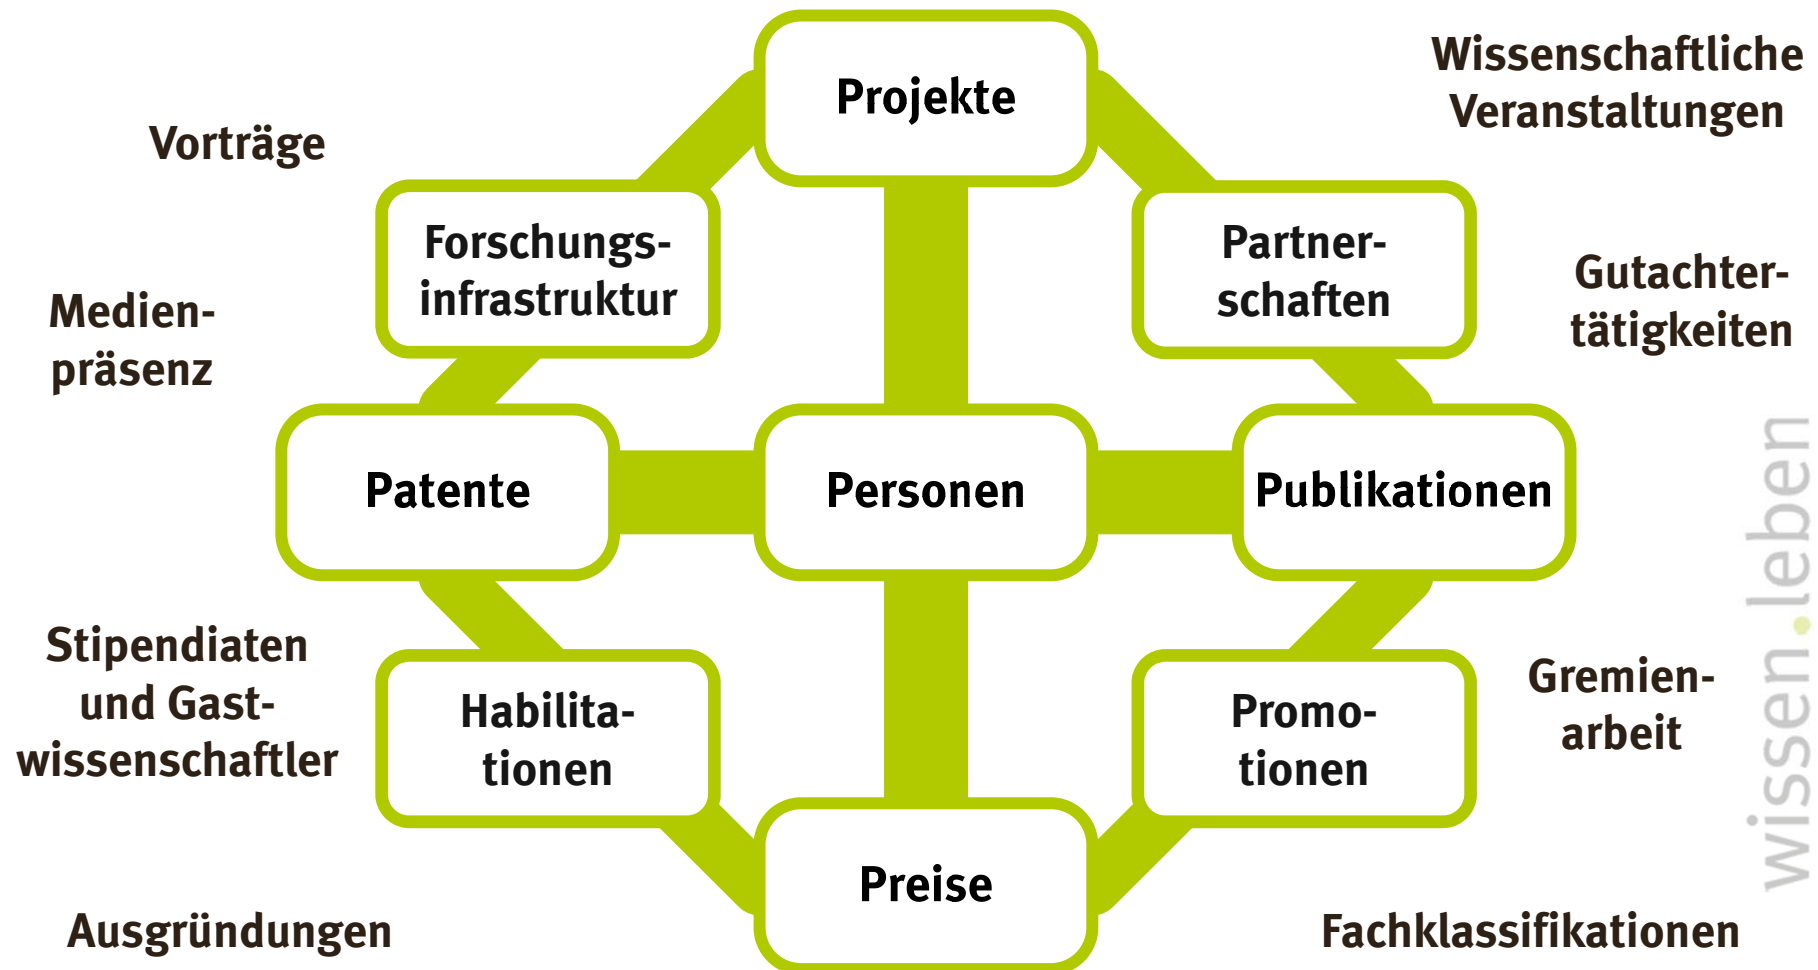 Projekte
Wissenschaftliche
Veranstaltungen
Vorträge
Forschungs-
infrastruktur
Partner-
schaften
Gutachter-
tätigkeiten
Medien-
präsenz
Patente
Personen
Publikationen
Stipendiaten
und Gast-
wissenschaftler
Habilita-
tionen
Promo-
tionen
Gremien-
arbeit
Preise
Ausgründungen
Fachklassifikationen
wissen.leben